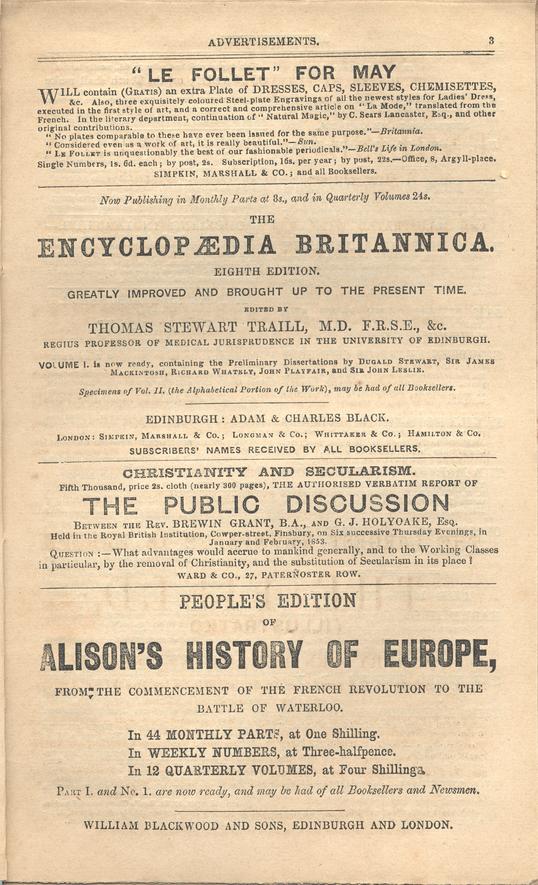 ADVERTISEMENTS. 3
"LE FOLLET" FOR MAY
WILL contain (GRATIS) an extra Plate of DRESSES, CAPS, SLEEVES, CHEMISETTES,
&c. Also, three exquisitely coloured Steel-plate Engravings of all the newest styles for Ladies' Dress,
executed in the first style of art, and a correct and comprehensive article on "La Mode," translated from the
French. In the literary department, continuation of "Natural Magic," by C. Sears Lancaster, Esq., and other
original contributions.
"No plates comparable to these have ever been issued for the same purpose."—Britannia.
"Considered even as a work of art, it is really beautiful."—Sun.
"LE FOLLET is unquestionably the best of our fashionable periodicals."—Bell's Life in London.
Single Numbers, 1s. 6d. each; by post, 2s. Subscription, 16s. per year; by post, 22s.—Office, 8, Argyll-place.
SIMPKIN, MARSHALL & CO.; and all Booksellers.
Now Publishing in Monthly Parts at 8s., and in Quarterly Volumes 24s.
THE
ENCYCLOPÆDIA BRITANNICA.
EIGHTH EDITION.
GREATLY IMPROVED AND BROUGHT UP TO THE PRESENT TIME.
EDITED BY
THOMAS STEWART TRAILL, M.D. F.R.S.E., &c.
REGIUS PROFESSOR OF MEDICAL JURISPRUDENCE IN THE UNIVERSITY OF EDINBURGH.
VOLUME I. is now ready, containing the Preliminary Dissertations by DUGALD STEWART, SIR JAMES
MACKINTOSH, RICHARD WHATELY, JOHN PLAYFAIR, and SIR JOHN LESLIE.
Specimens of Vol. II. (the Alphabetical Portion of the Work), may be had of all Booksellers.
EDINBURGH: ADAM & CHARLES BLACK.
LONDON: SIMPKIN, MARSHALL & CO.; LONGMAN & CO.; WHITTAKER & CO.; HAMILTON & CO.
SUBSCRIBERS' NAMES RECEIVED BY ALL BOOKSELLERS.
CHRISTIANITY AND SECULARISM.
Fifth Thousand, price 2s. cloth (nearly 300 pages), THE AUTHORISED VERBATIM REPORT OF
THE PUBLIC DISCUSSION
BETWEEN THE REV. BREWIN GRANT, B.A., AND G. J. HOLYOAKE, ESQ.
Held in the Royal British Institution, Cowper-street, Finsbury, on Six successive Thursday Evenings, in
January and February, 1853.
QUESTION:—What advantages would accrue to mankind generally, and to the Working Classes
in particular, by the removal of Christianity, and the substitution of Secularism in its place?
WARD & CO., 27, PATERNOSTER ROW.
PEOPLE'S EDITION
OF
ALISON'S HISTORY OF EUROPE,
FROM THE COMMENCEMENT OF THE FRENCH REVOLUTION TO THE
BATTLE OF WATERLOO.
In 44 MONTHLY PARTS, at One Shilling.
In WEEKLY NUMBERS, at Three-halfpence.
In 12 QUARTERLY VOLUMES, at Four Shillings.
PART I. and No. 1. are now ready, and may be had of all Booksellers and Newsmen.
WILLIAM BLACKWOOD AND SONS, EDINBURGH AND LONDON.